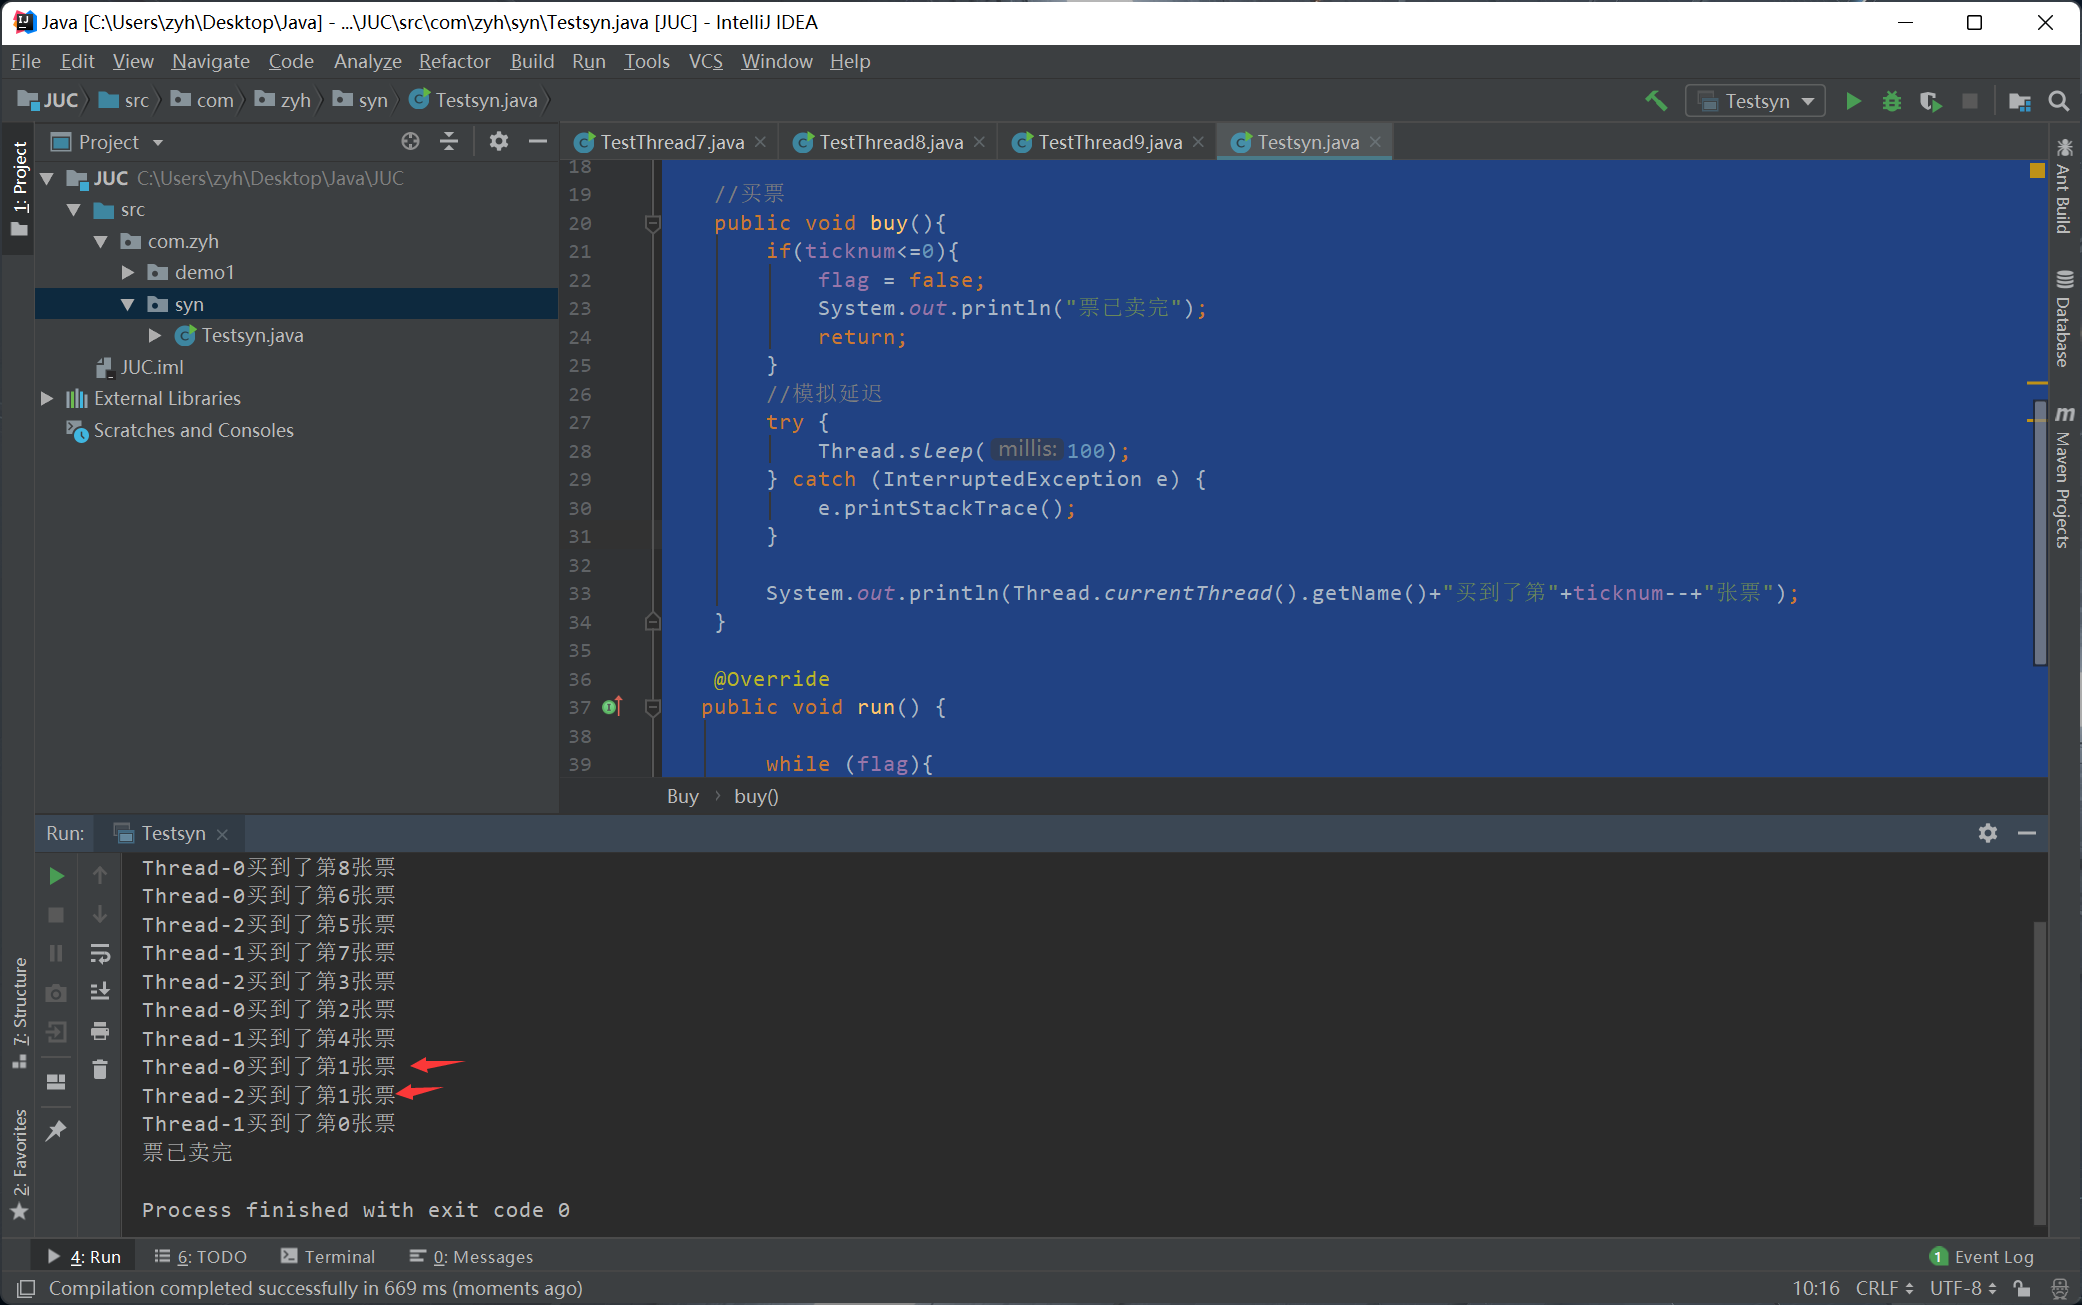 Java [C:\Users\zyh\Desktop\Java] - ...\JUC\src\com\zyh\syn\Testsyn.java [JUC] - IntelliJ IDEA
File Edit View Navigate Code Analyze Refactor Build Run Tools VCS Window Help
JUC src com zyh syn Testsyn.java
Testsyn
Project
TestThread7.java TestThread8.java TestThread9.java Testsyn.java
1: Project
JUC C:\Users\zyh\Desktop\Java\JUC
src
com.zyh
demo1
syn
Testsyn.java
JUC.iml
External Libraries
Scratches and Consoles
18
19 //买票
20 public void buy(){
21 if(ticknum<=0){
22 flag = false;
23 System.out.println("票已卖完");
24 return;
25 }
26 //模拟延迟
27 try {
28 Thread.sleep( millis: 100);
29 } catch (InterruptedException e) {
30 e.printStackTrace();
31 }
32
33 System.out.println(Thread.currentThread().getName()+"买到了第"+ticknum--+"张票");
34 }
35
36 @Override
37 public void run() {
38
39 while (flag){
Buy buy()
Ant Build
Database
m Maven Projects
Run: Testsyn
Thread-0买到了第8张票
Thread-0买到了第6张票
Thread-2买到了第5张票
Thread-1买到了第7张票
Thread-2买到了第3张票
Thread-0买到了第2张票
Thread-1买到了第4张票
Thread-0买到了第1张票
Thread-2买到了第1张票
Thread-1买到了第0张票
票已卖完
Process finished with exit code 0
7: Structure
2: Favorites
4: Run 6: TODO Terminal 0: Messages 1 Event Log
Compilation completed successfully in 669 ms (moments ago) 10:16 CRLF UTF-8